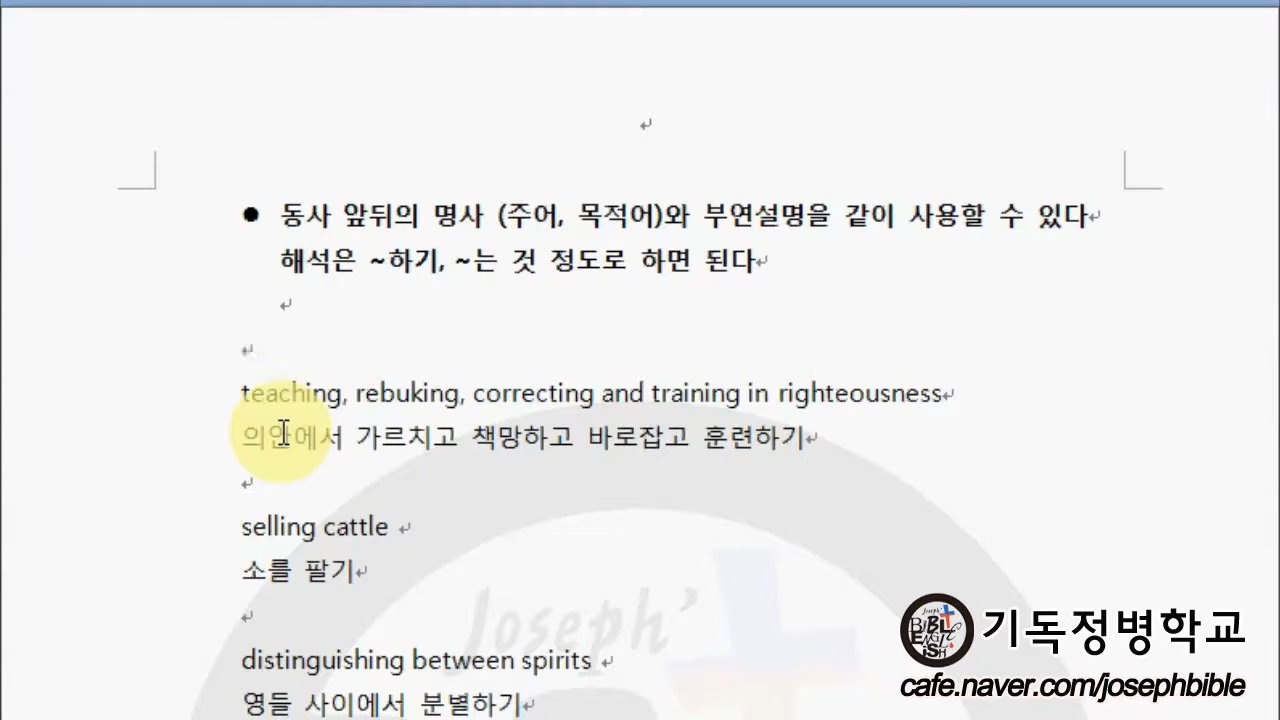 ● 동사 앞뒤의 명사 (주어, 목적어)와 부연설명을 같이 사용할 수 있다
해석은 ~하기, ~는 것 정도로 하면 된다
teaching, rebuking, correcting and training in righteousness
의안에서 가르치고 책망하고 바로잡고 훈련하기
selling cattle
소를 팔기
distinguishing between spirits
영들 사이에서 분별하기
Joseph'
Joseph'
BIBLE
ENGLISH
기독정병학교
cafe.naver.com/josephbible